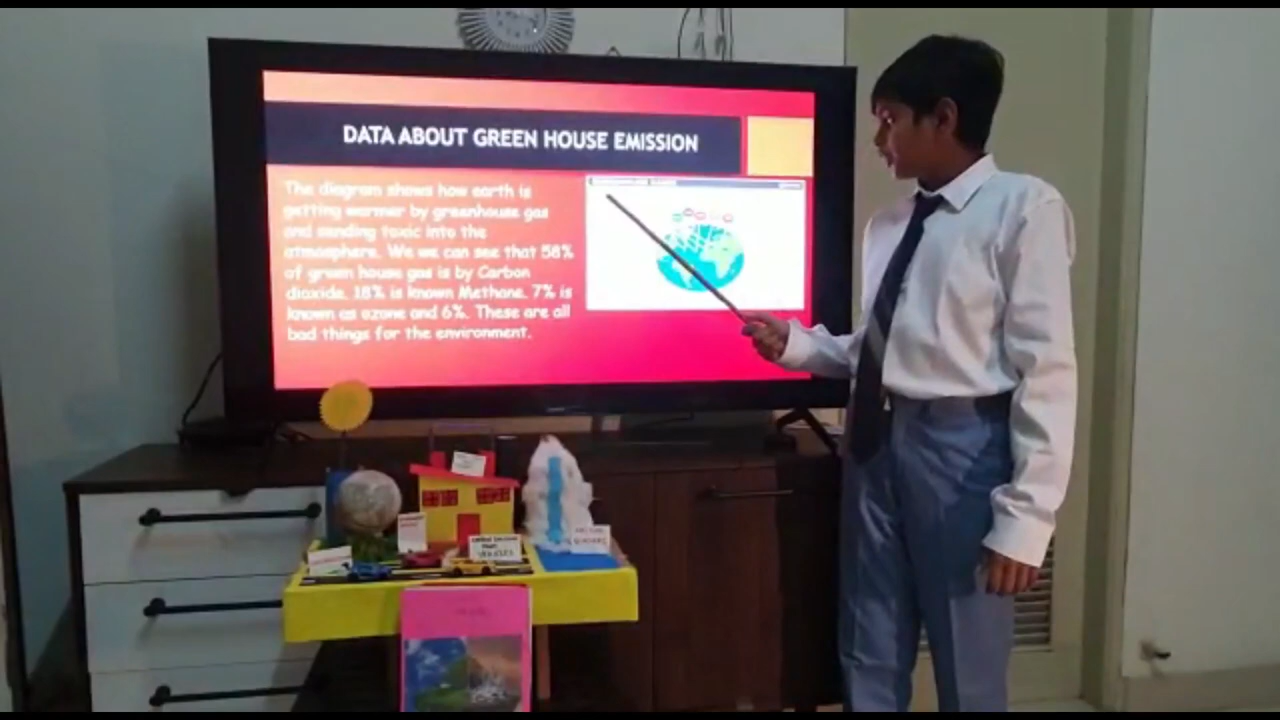 DATA ABOUT GREEN HOUSE EMISSION
The diagram shows how earth is
getting warmer by greenhouse gas
and sending toxic into the
atmosphere. We we can see that 58%
of green house gas is by Carbon
dioxide. 18% is known Methane. 7% is
known as ozone and 6%. These are all
bad things for the environment.
VEHICLES